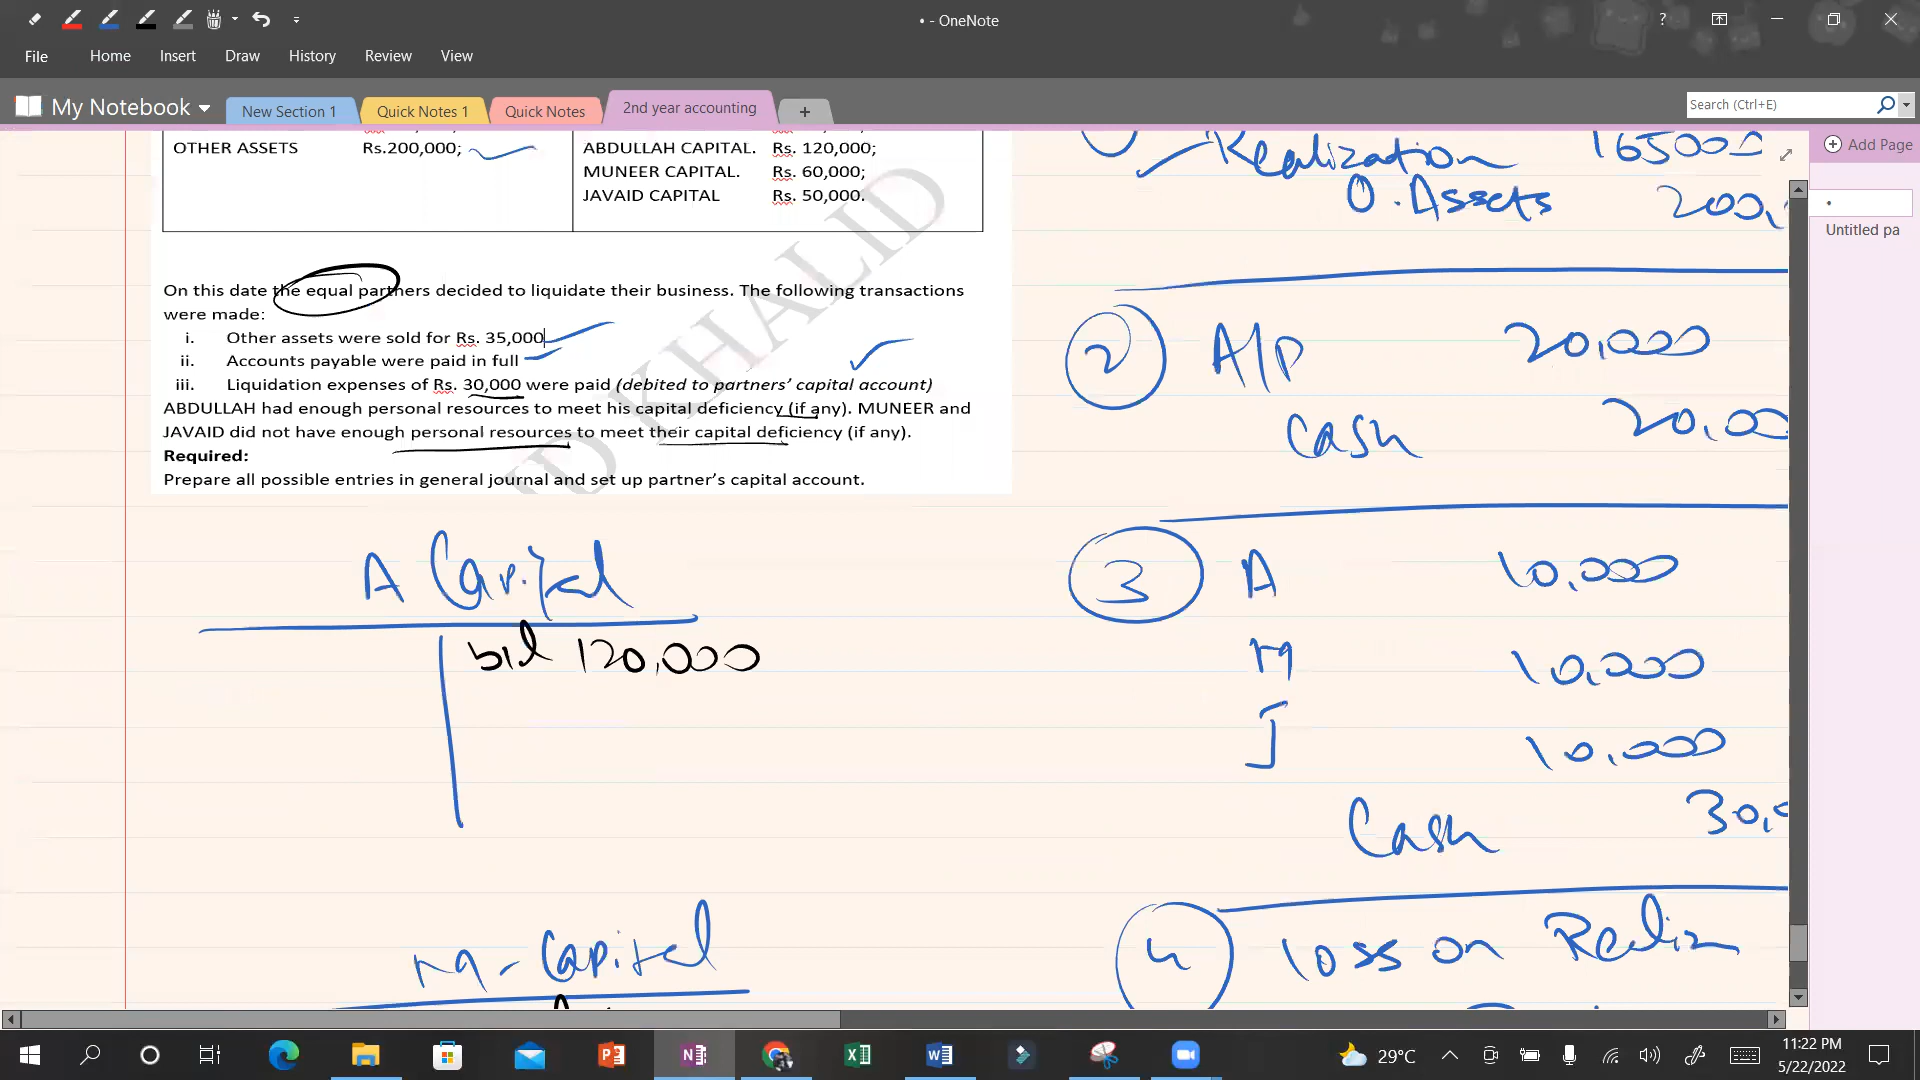 • - OneNote
?
File
Home
Insert
Draw
History
Review
View
My Notebook
New Section 1
Quick Notes 1
Quick Notes
2nd year accounting
+
Search (Ctrl+E)
Add Page
•
Untitled pa
OTHER ASSETS Rs.200,000;
ABDULLAH CAPITAL. Rs. 120,000;
MUNEER CAPITAL. Rs. 60,000;
JAVAID CAPITAL Rs. 50,000.
On this date the equal partners decided to liquidate their business. The following transactions
were made:
i. Other assets were sold for Rs. 35,000
ii. Accounts payable were paid in full
iii. Liquidation expenses of Rs. 30,000 were paid (debited to partners' capital account)
ABDULLAH had enough personal resources to meet his capital deficiency (if any). MUNEER and
JAVAID did not have enough personal resources to meet their capital deficiency (if any).
Required:
Prepare all possible entries in general journal and set up partner's capital account.
KHALID
A Capital
b/d 120,000
M - Capital
Realization 165000
O. Assets 200,
2 A/P 20,000
Cash 20,00
3 A 10,000
M 10,000
J 10,000
Cash 30,0
4 loss on Realiz
29°C
11:22 PM
5/22/2022